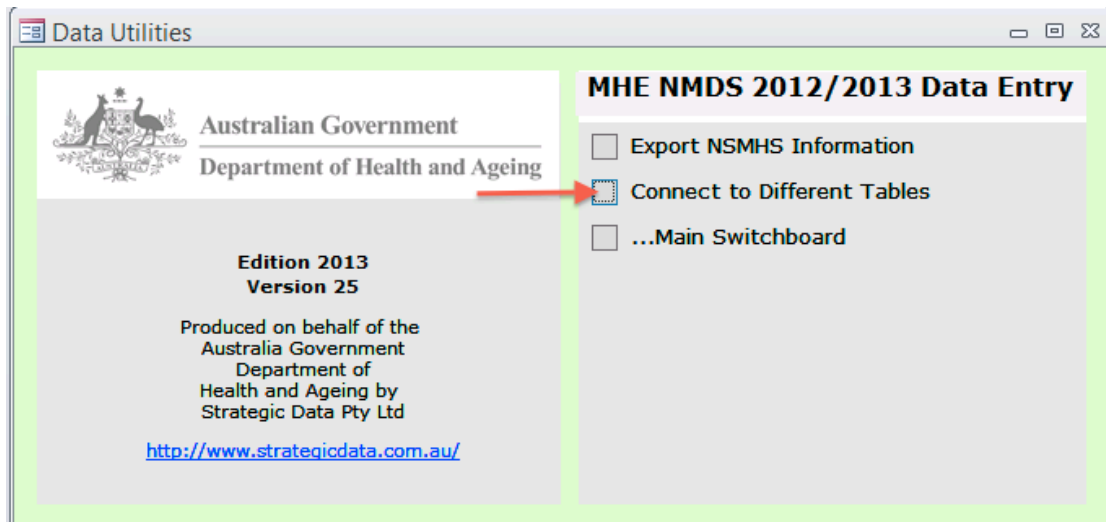 Data Utilities
Australian Government
Department of Health and Ageing
Edition 2013
Version 25
Produced on behalf of the
Australia Government
Department of
Health and Ageing by
Strategic Data Pty Ltd
http://www.strategicdata.com.au/
MHE NMDS 2012/2013 Data Entry
Export NSMHS Information
Connect to Different Tables
...Main Switchboard